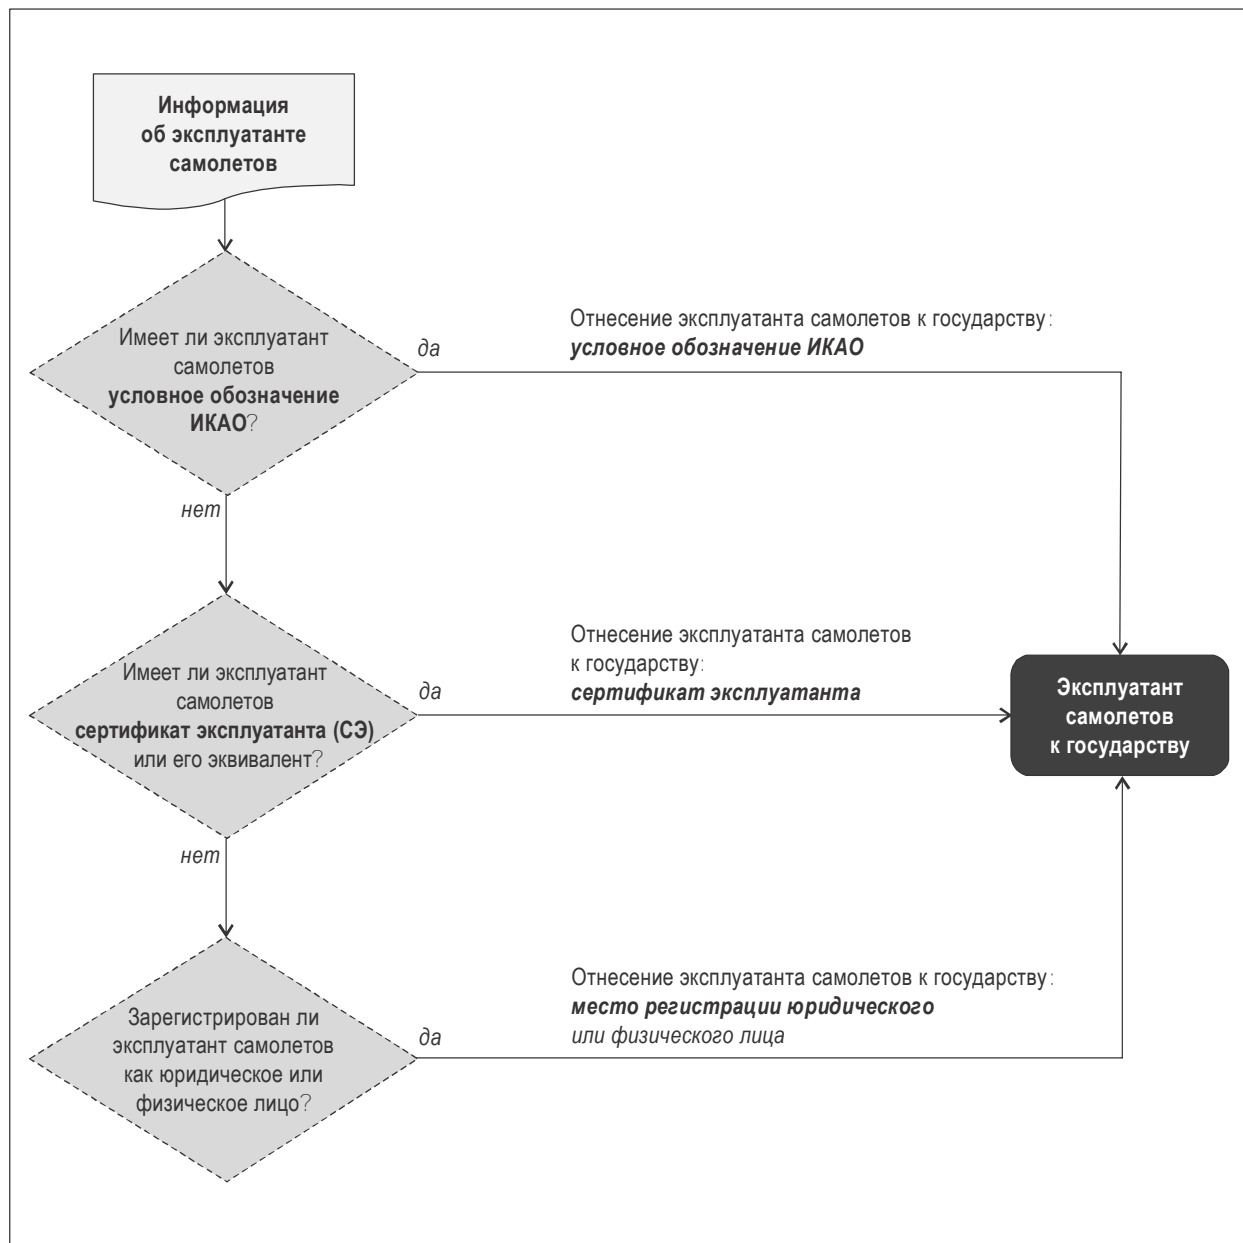 Информация
об эксплуатанте
самолетов
Имеет ли эксплуатант
самолетов
условное обозначение
ИКАО?
да
Отнесение эксплуатанта самолетов к государству:
условное обозначение ИКАО
нет
Имеет ли эксплуатант
самолетов
сертификат эксплуатанта (СЭ)
или его эквивалент?
да
Отнесение эксплуатанта самолетов
к государству:
сертификат эксплуатанта
Эксплуатант
самолетов
к государству
нет
Зарегистрирован ли
эксплуатант самолетов
как юридическое или
физическое лицо?
да
Отнесение эксплуатанта самолетов к государству:
место регистрации юридического
или физического лица